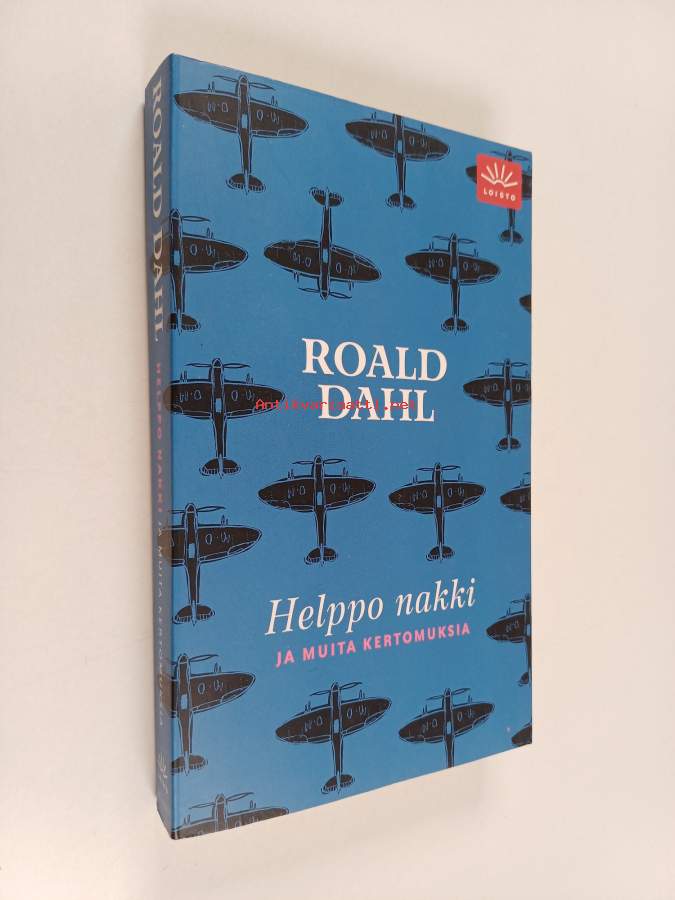 ROALD DAHL HELPPO NAKKI JA MUITA KERTOMUKSIA
LOISTO
ROALD
DAHL
Antikvariaatti.net
Helppo nakki
JA MUITA KERTOMUKSIA